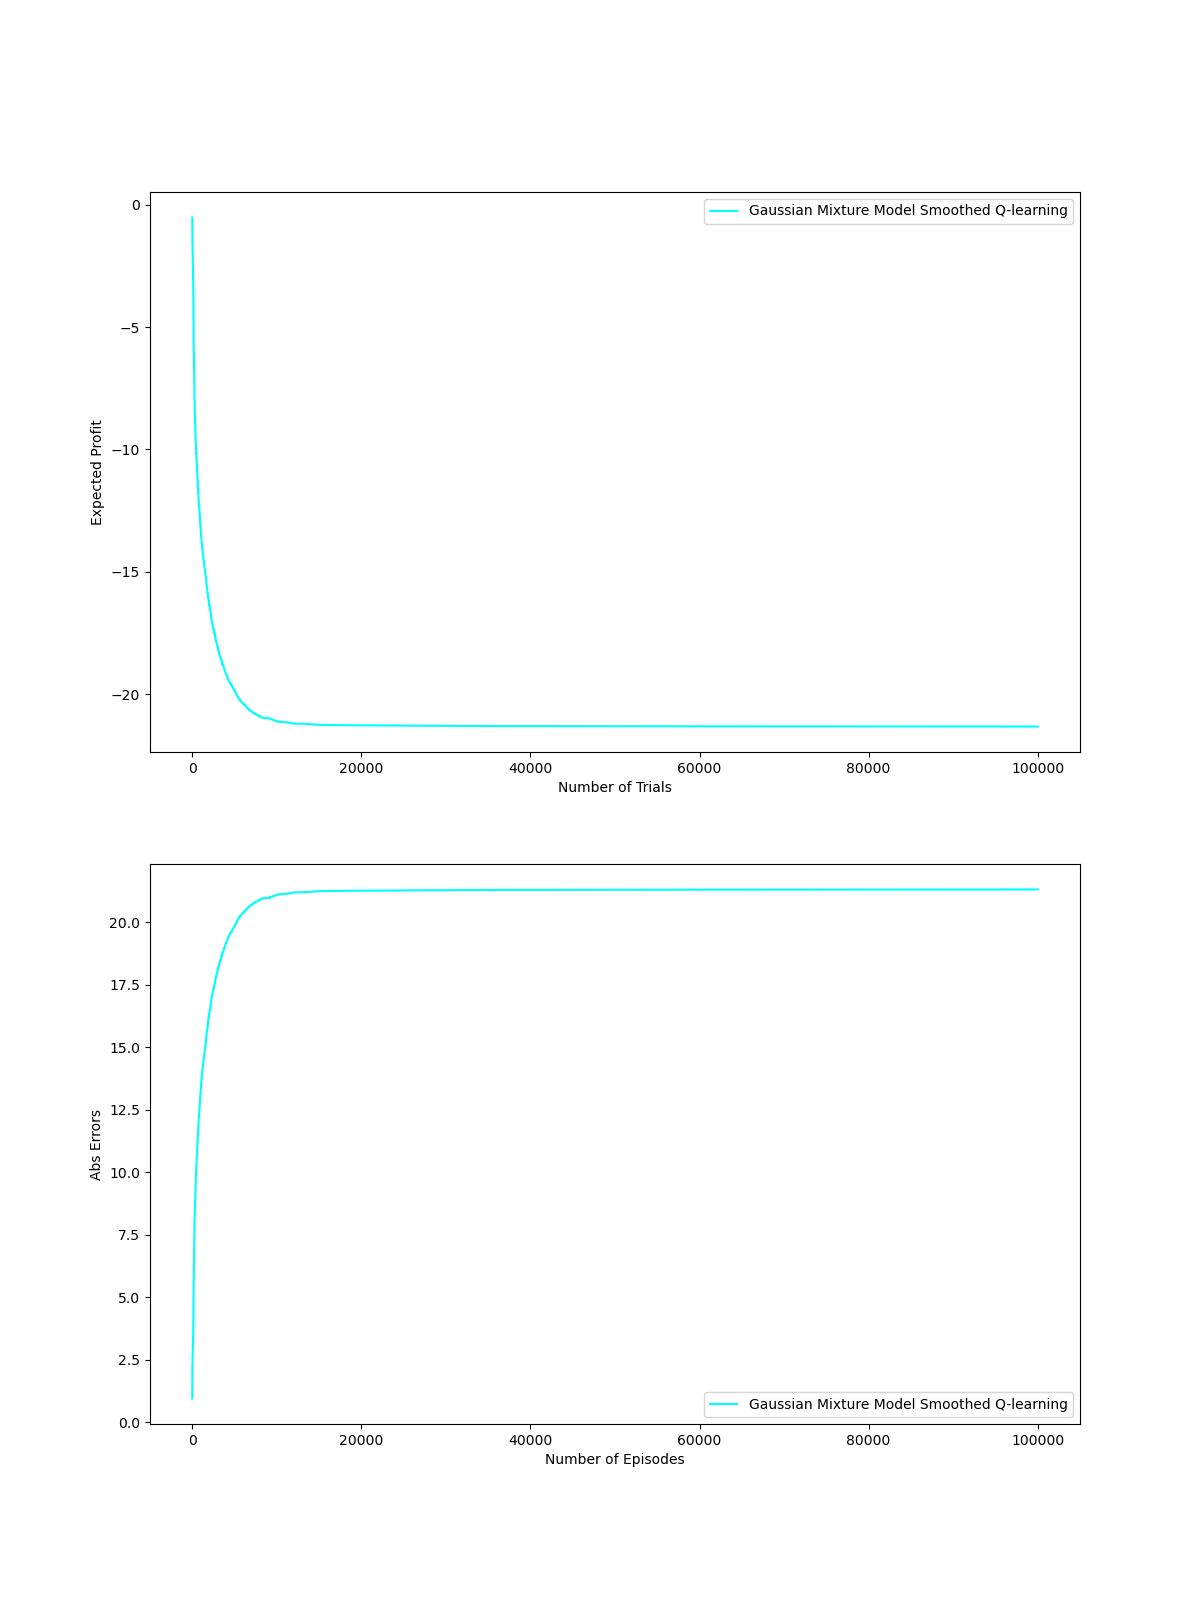 Gaussian Mixture Model Smoothed Q-learning
0
−5
−10
−15
−20
Expected Profit
0 20000 40000 60000 80000 100000
Number of Trials
20.0
17.5
15.0
12.5
10.0
7.5
5.0
2.5
0.0
Abs Errors
Gaussian Mixture Model Smoothed Q-learning
0 20000 40000 60000 80000 100000
Number of Episodes